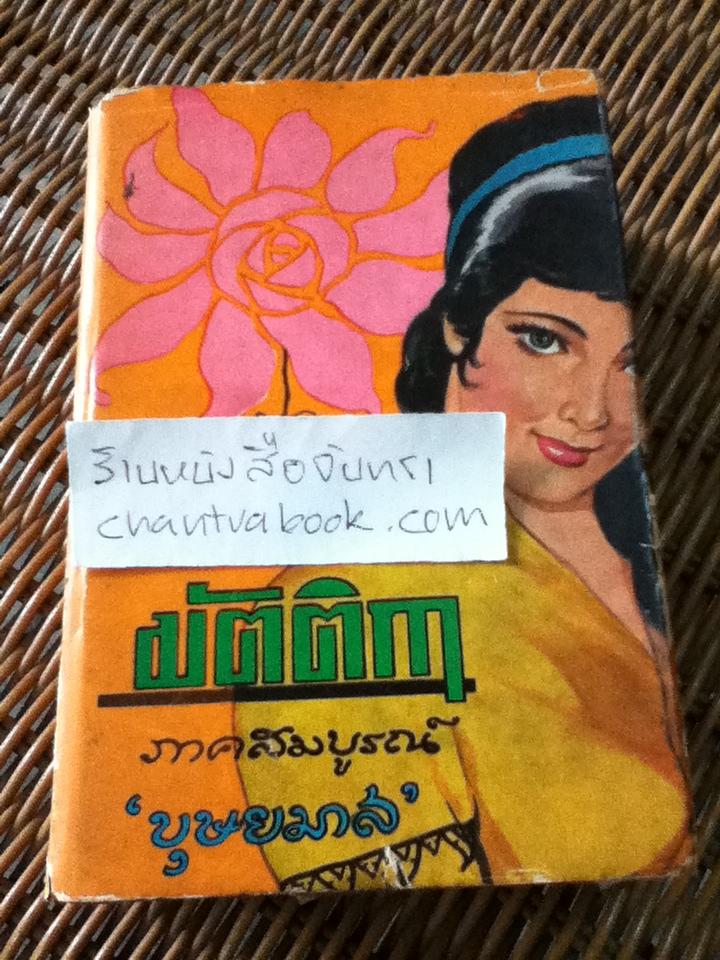 ร้านหนังสือจันทรา
chantrabook.com
มัตติกา
ภาคสมบูรณ์
‘บุษยมาส’